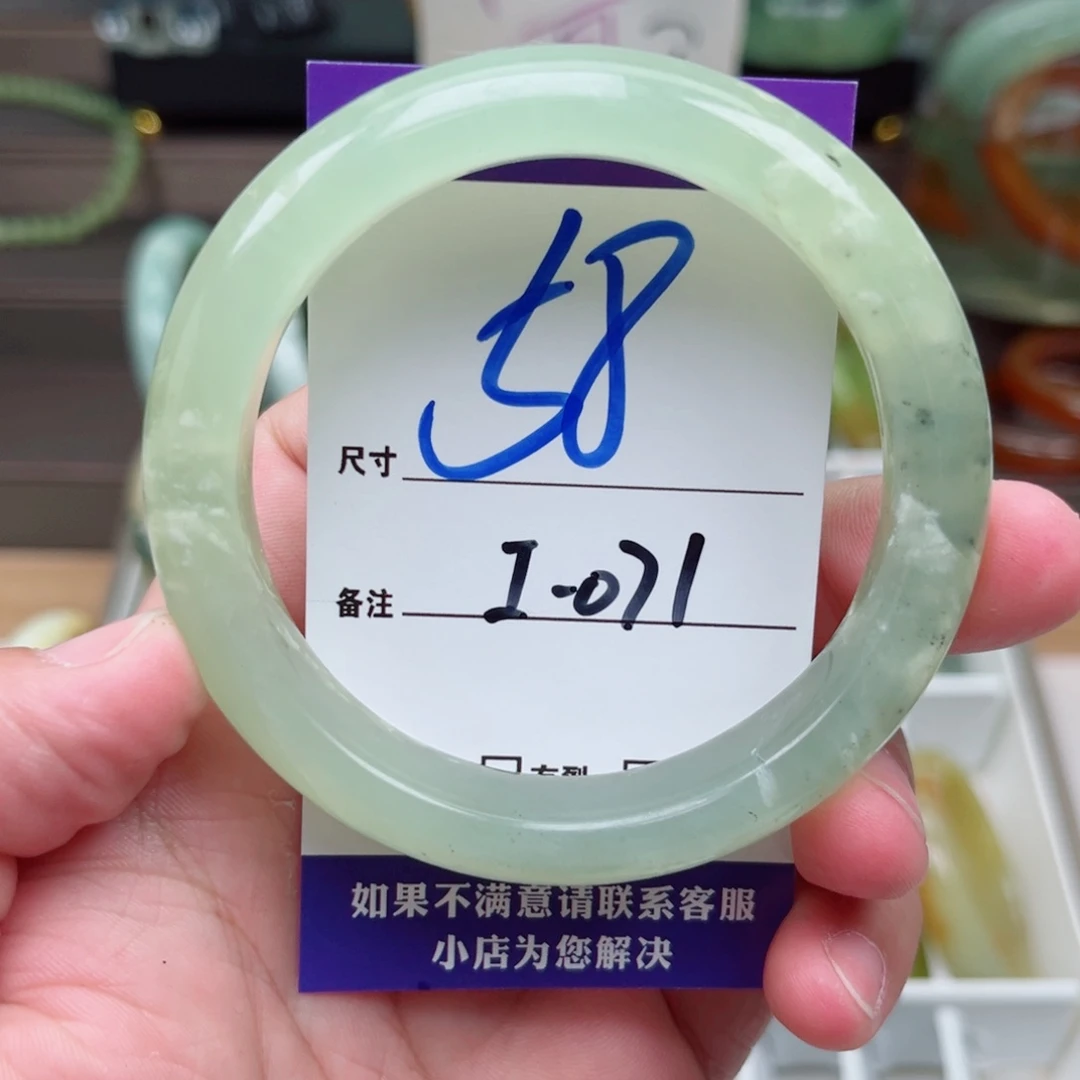 58
尺寸
I-071
备注
如果不满意请联系客服
小店为您解决